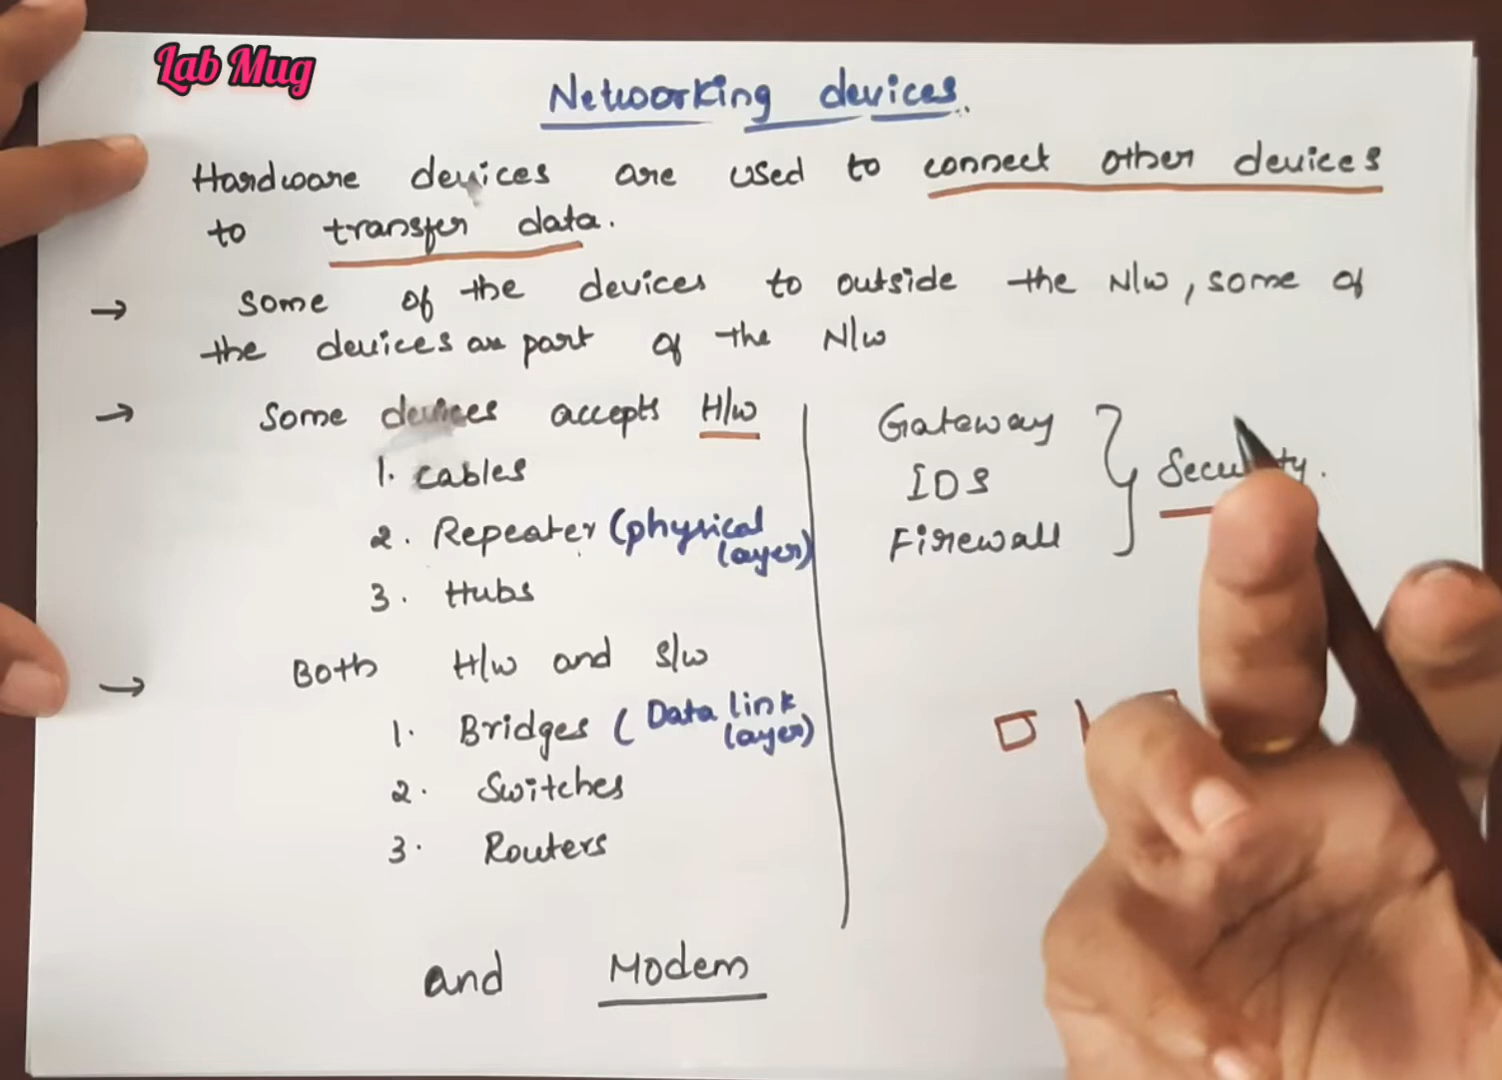 Lab Mug
Networking devices.
Hardware devices are used to connect other devices
to transfer data.
→ some of the devices to outside the N/w, some of
the devices are part of the N/w
→ Some devices accepts H/w
1. cables
2. Repeater (physical
layer)
3. Hubs
→ Both H/w and S/w
1. Bridges (Data link
layer)
2. Switches
3. Routers
and Modem
Gateway
IDS
Firewall